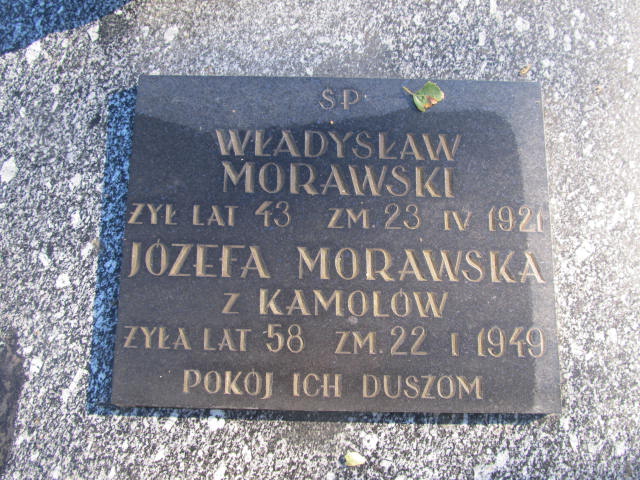 ŚP
WŁADYSŁAW
MORAWSKI
ŻYŁ LAT 43 ZM. 23 IV 1921
JÓZEFA MORAWSKA
Z KAMOLÓW
ŻYŁA LAT 58 ZM. 22 I 1949
POKÓJ ICH DUSZOM